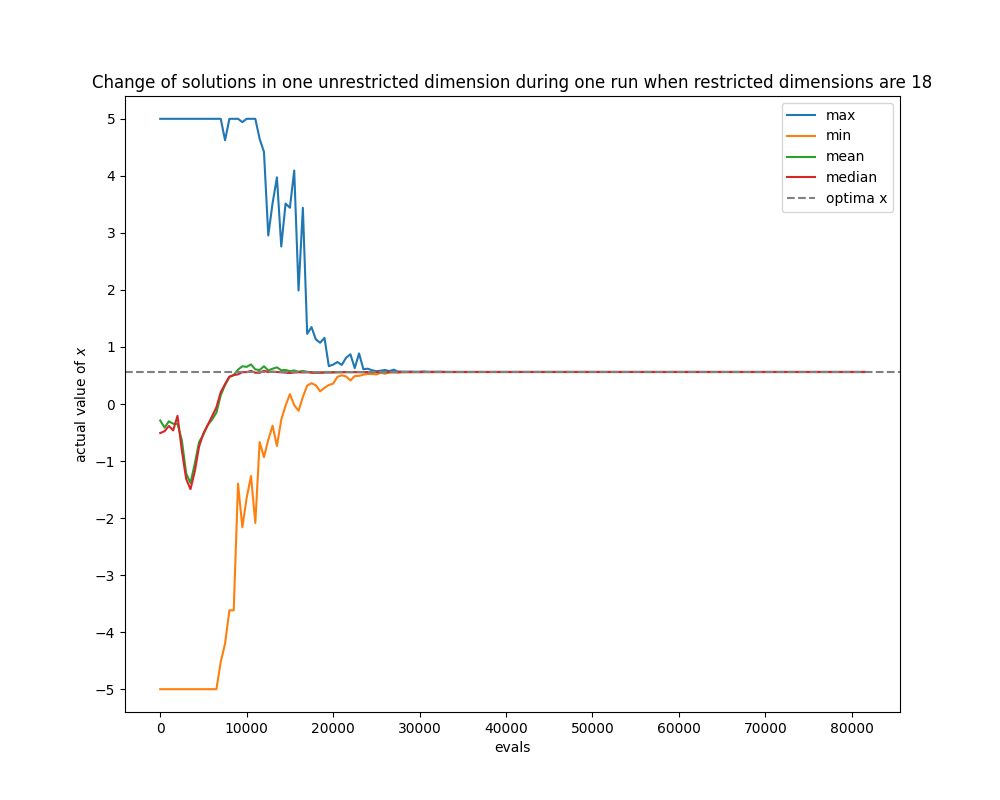 Change of solutions in one unrestricted dimension during one run when restricted dimensions are 18
max
min
mean
median
optima x
5
4
3
2
1
0
−1
−2
−3
−4
−5
actual value of x
0 10000 20000 30000 40000 50000 60000 70000 80000
evals